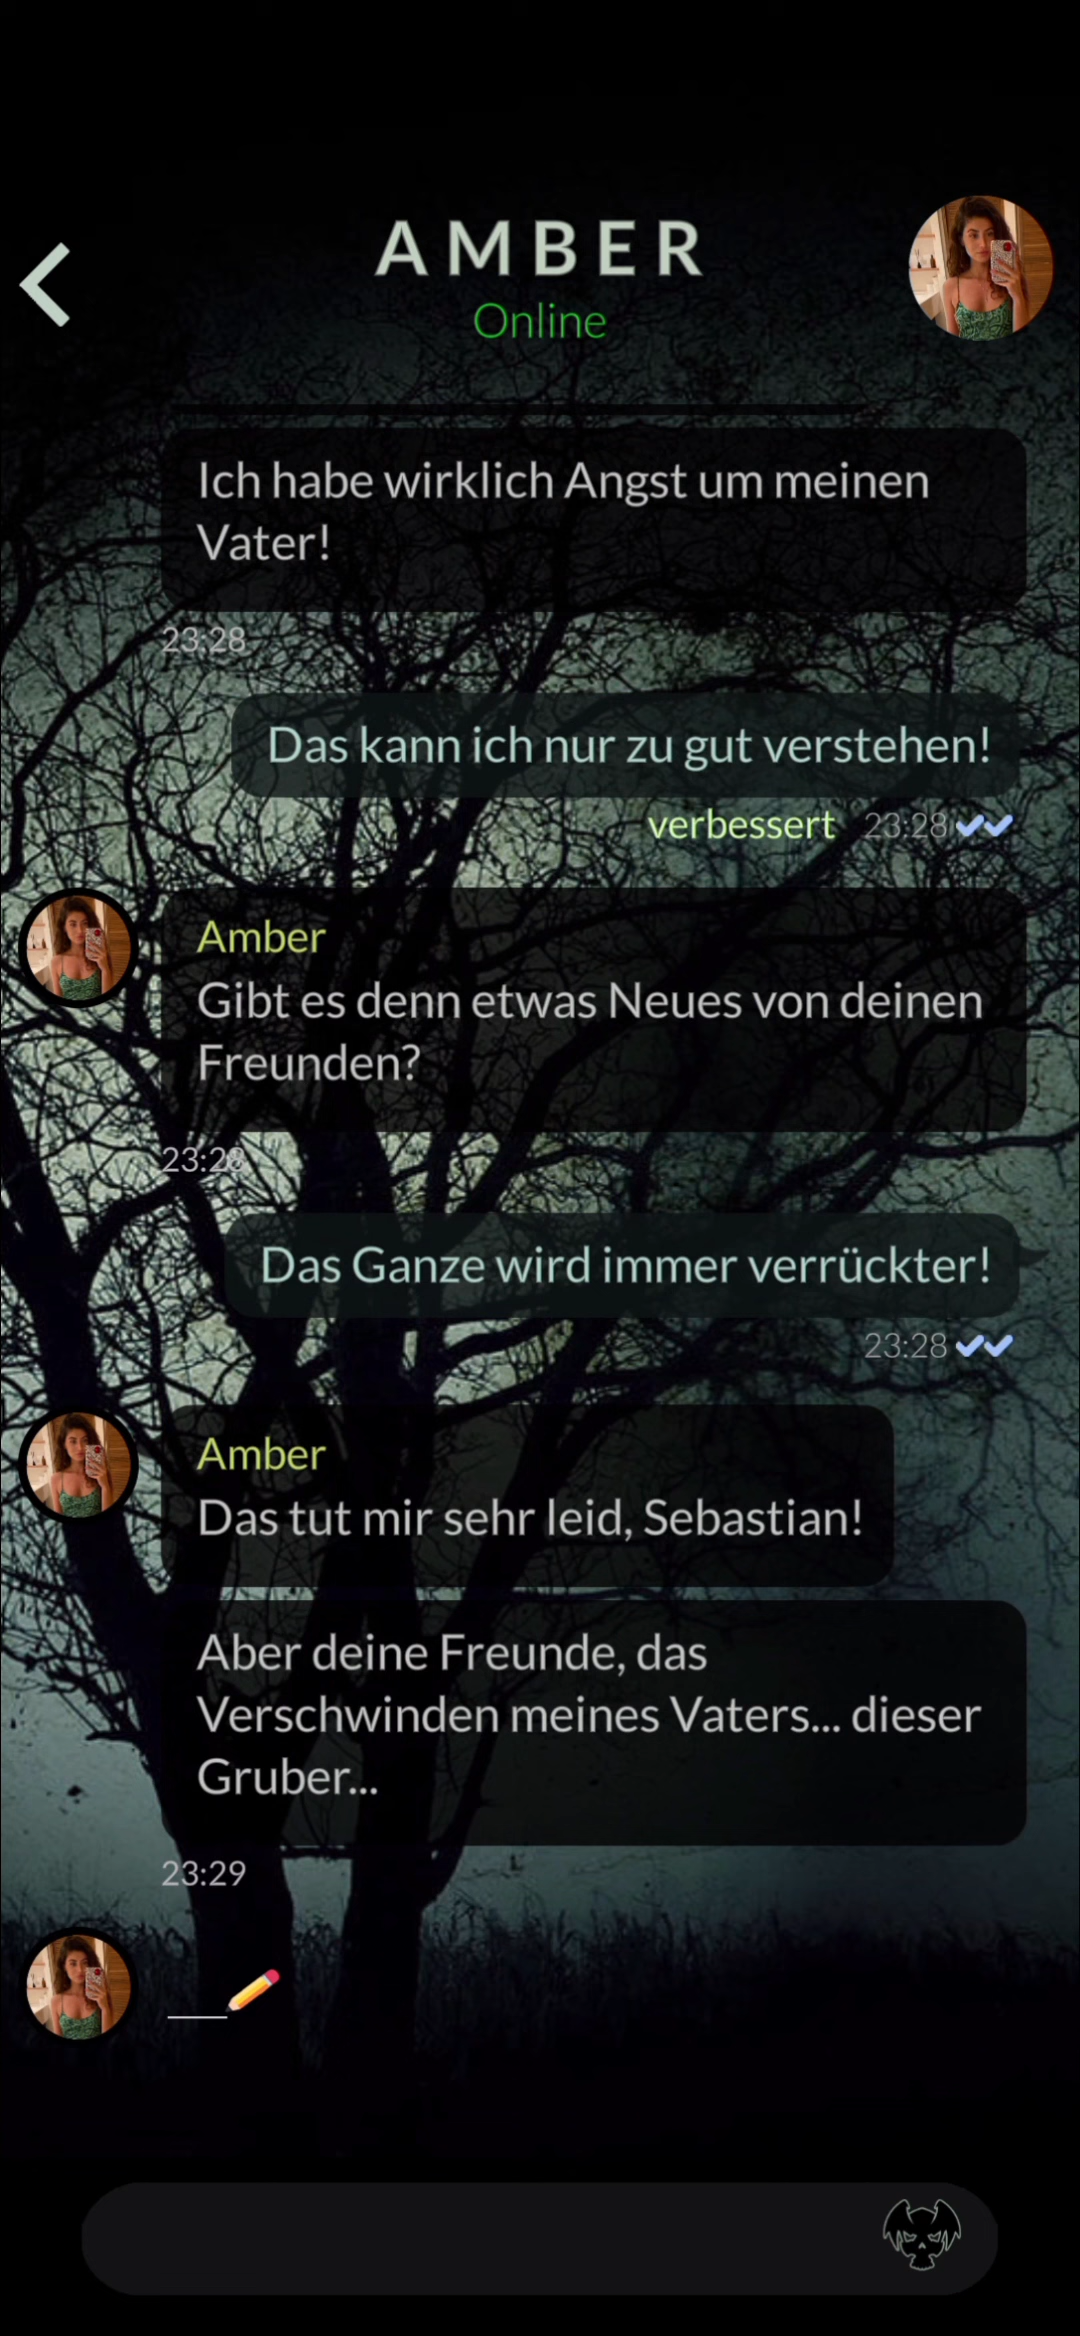 AMBER
Online
Ich habe wirklich Angst um meinen
Vater!
23:28
Das kann ich nur zu gut verstehen!
verbessert 23:28
Amber
Gibt es denn etwas Neues von deinen
Freunden?
23:28
Das Ganze wird immer verrückter!
23:28
Amber
Das tut mir sehr leid, Sebastian!
Aber deine Freunde, das
Verschwinden meines Vaters... dieser
Gruber...
23:29